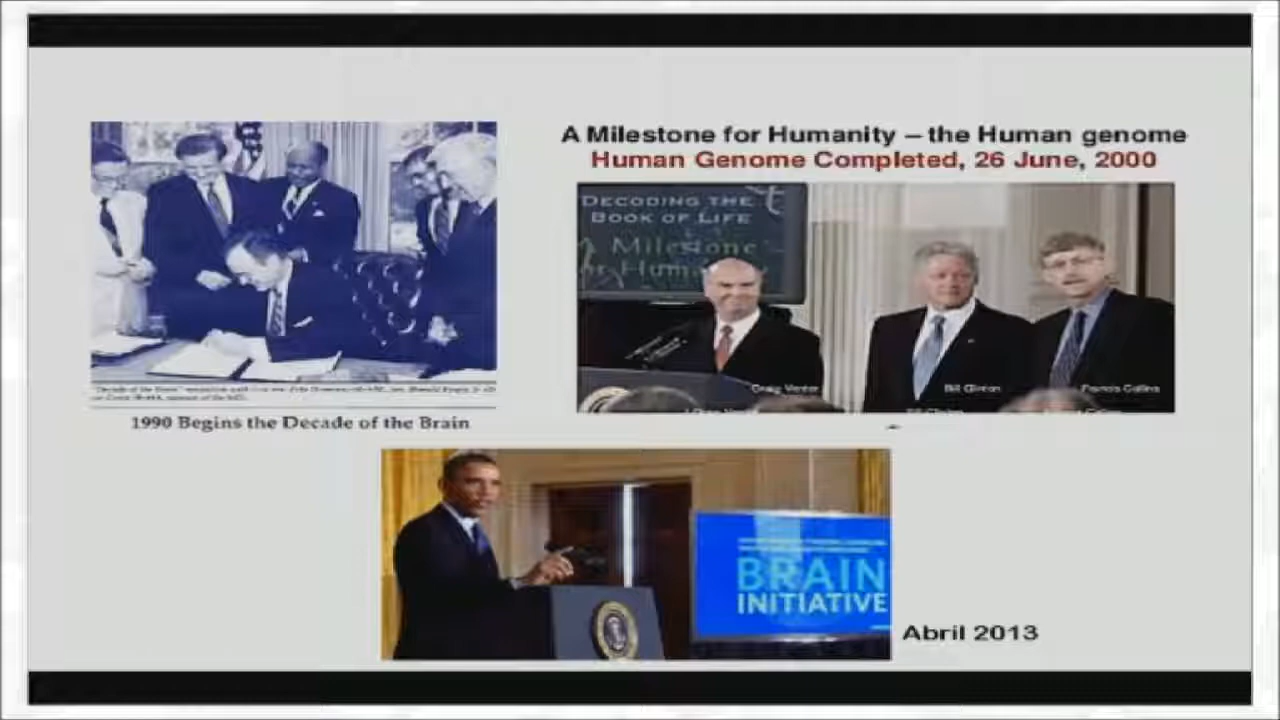 A Milestone for Humanity – the Human genome
Human Genome Completed, 26 June, 2000
DECODING THE
BOOK OF LIFE
A Milestone
for Humanity
Craig Venter
Bill Clinton
Francis Collins
1990 Begins the Decade of the Brain
BRAIN
INITIATIVE
Abril 2013